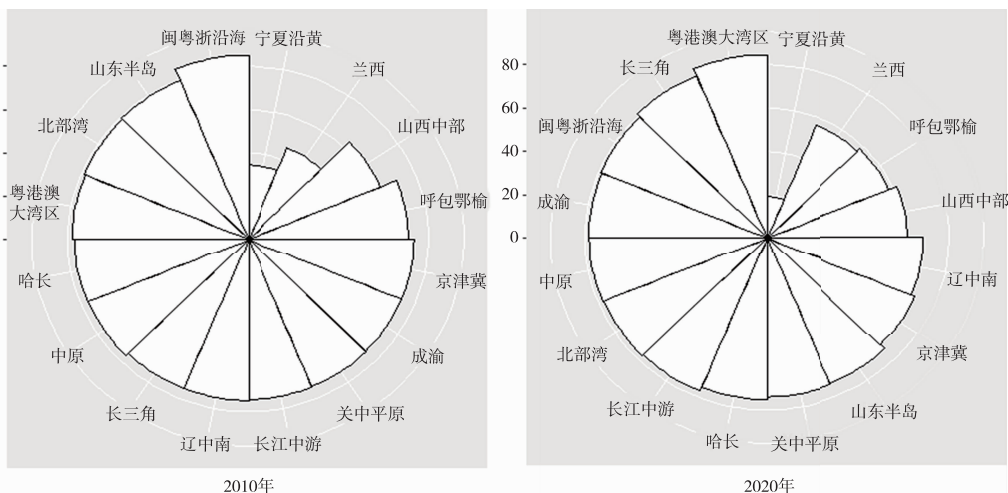 闽粤浙沿海
宁夏沿黄
兰西
山西中部
呼包鄂榆
京津冀
成渝
关中平原
长江中游
辽中南
长三角
中原
哈长
粤港澳
大湾区
北部湾
山东半岛
2010年
80
60
40
20
0
粤港澳大湾区
宁夏沿黄
兰西
呼包鄂榆
山西中部
辽中南
京津冀
山东半岛
关中平原
哈长
长江中游
北部湾
中原
成渝
闽粤浙沿海
长三角
2020年